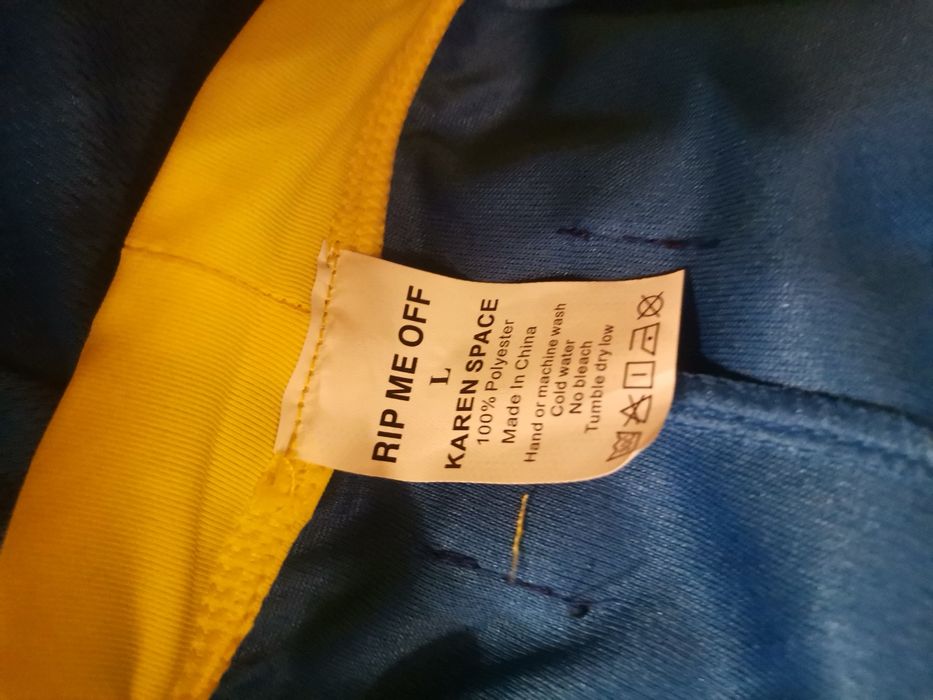 RIP ME OFF
L
KAREN SPACE
100% Polyester
Made In China
Hand or machine wash
Cold water
No bleach
Tumble dry low